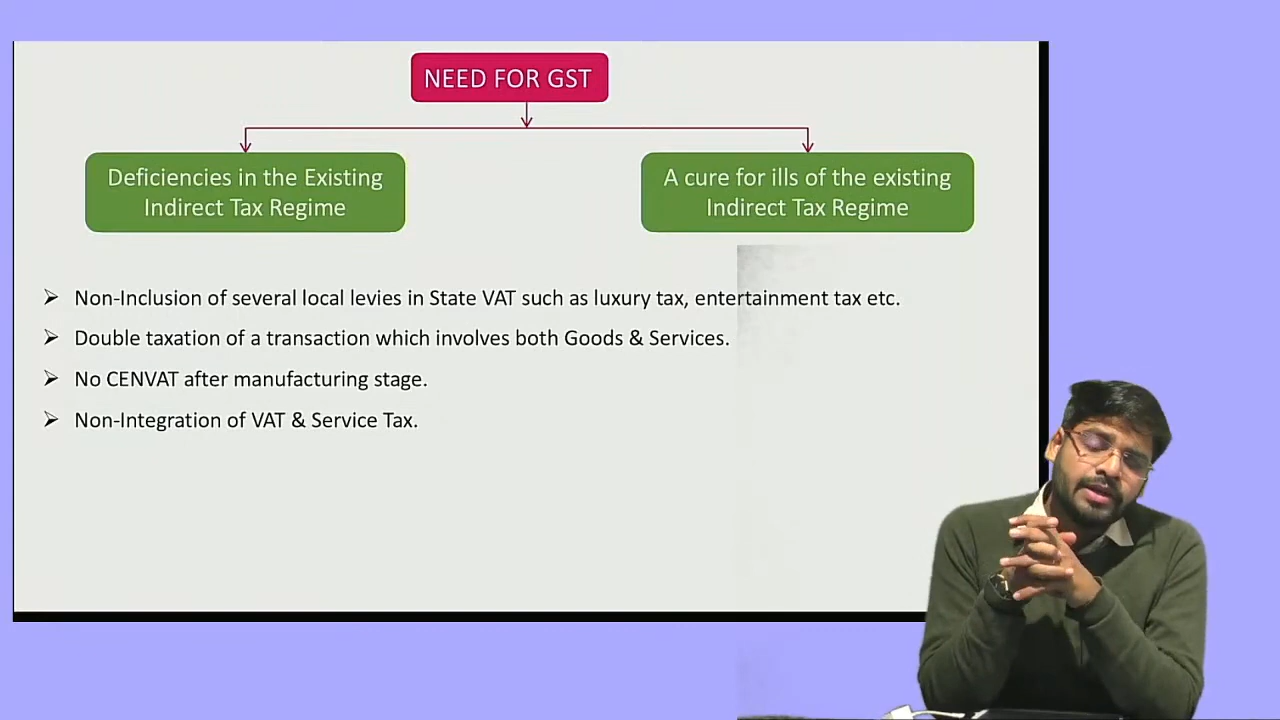 NEED FOR GST
Deficiencies in the Existing
Indirect Tax Regime
A cure for ills of the existing
Indirect Tax Regime
Non-Inclusion of several local levies in State VAT such as luxury tax, entertainment tax etc.
Double taxation of a transaction which involves both Goods & Services.
No CENVAT after manufacturing stage.
Non-Integration of VAT & Service Tax.